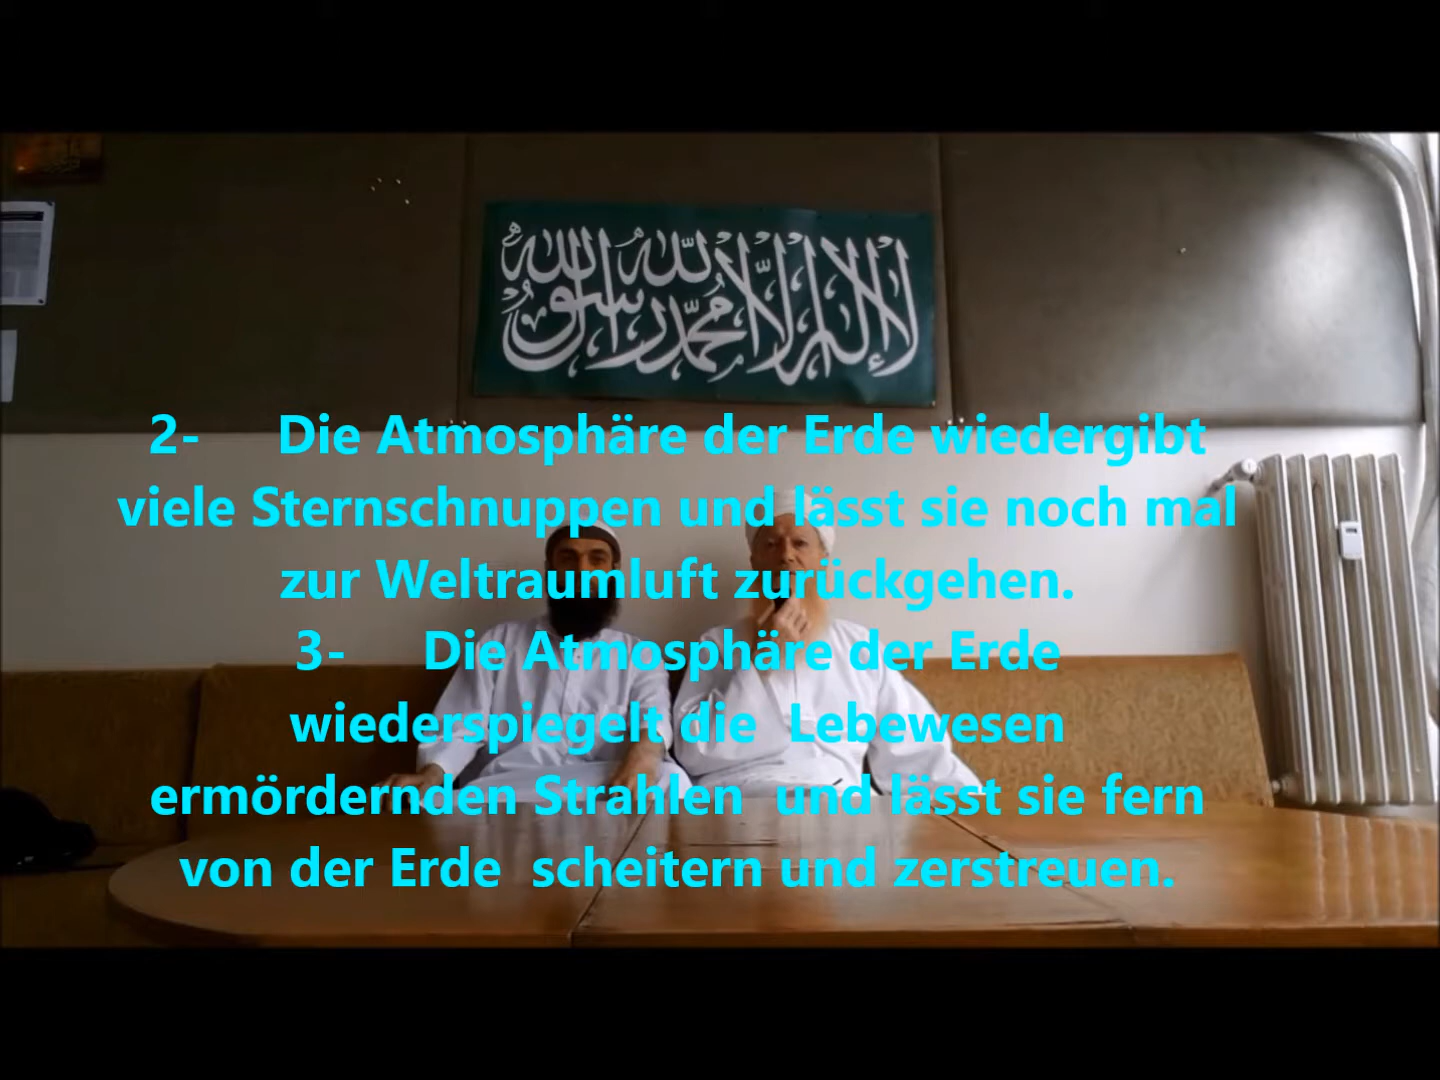 لا إله إلا الله محمد رسول الله
2-     Die Atmosphäre der Erde wiedergibt
viele Sternschnuppen und lässt sie noch mal
zur Weltraumluft zurückgehen.
3-     Die Atmosphäre der Erde
wiederspiegelt die  Lebewesen
ermördernden Strahlen  und lässt sie fern
von der Erde  scheitern und zerstreuen.